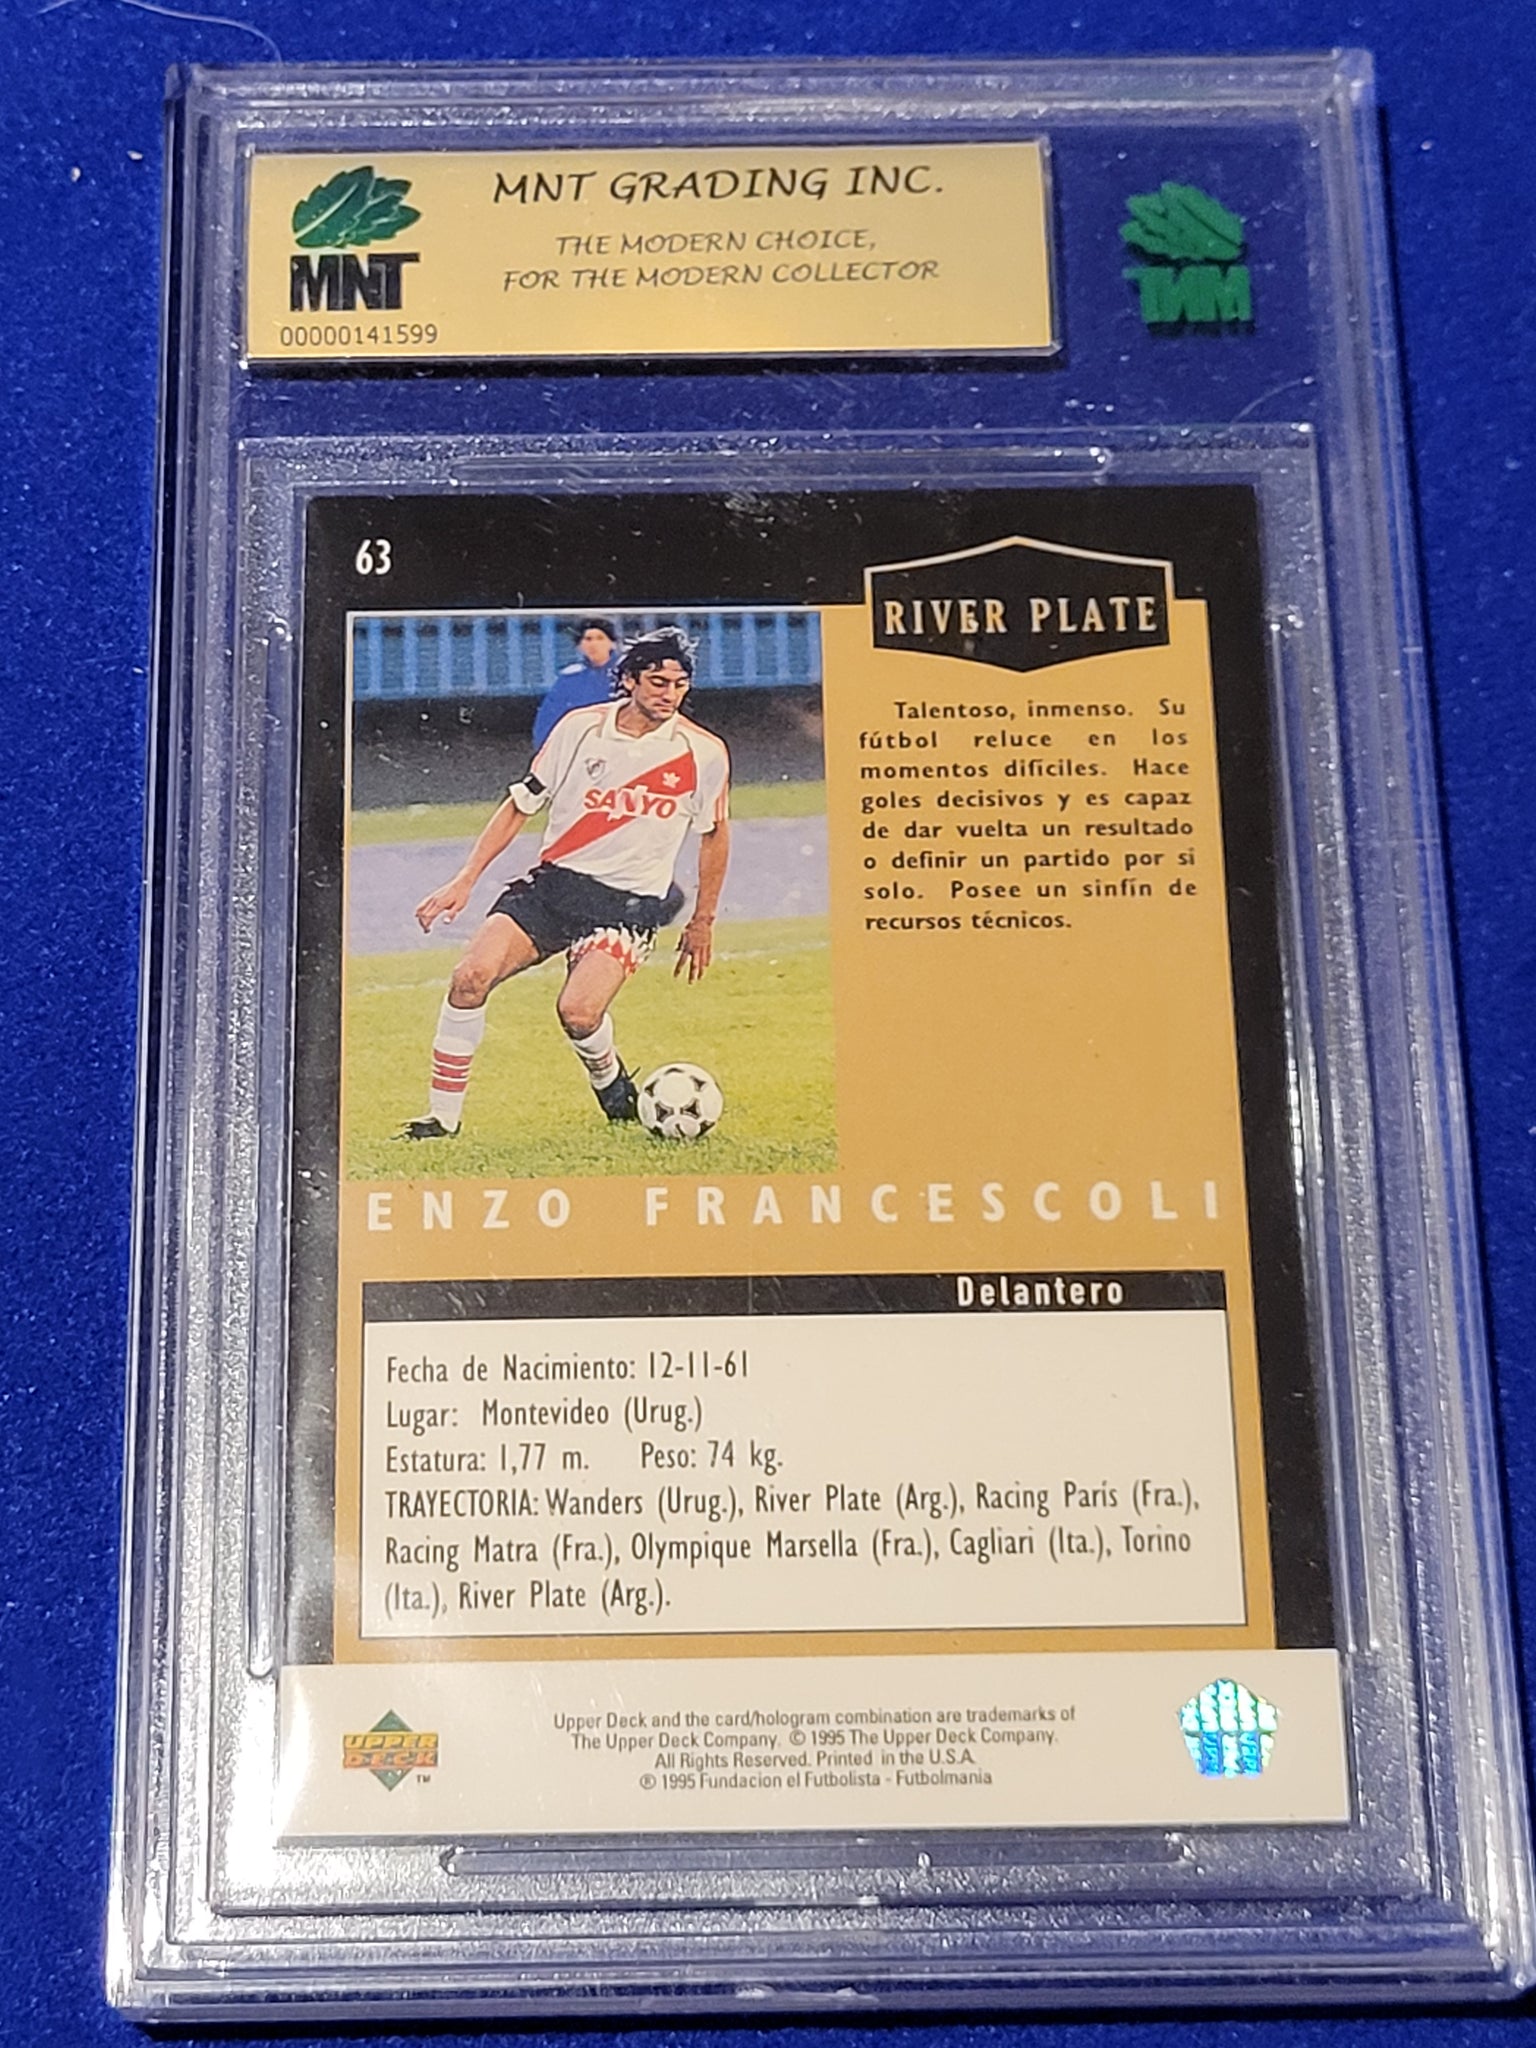 MNT GRADING INC.
THE MODERN CHOICE,
FOR THE MODERN COLLECTOR
MNT
00000141599
MNT
63
RIVER PLATE
Talentoso, inmenso. Su
fútbol reluce en los
momentos difíciles. Hace
goles decisivos y es capaz
de dar vuelta un resultado
o definir un partido por si
solo. Posee un sinfín de
recursos técnicos.
SANYO
ENZO FRANCESCOLI
Delantero
Fecha de Nacimiento: 12-11-61
Lugar: Montevideo (Urug.)
Estatura: 1,77 m. Peso: 74 kg.
TRAYECTORIA: Wanders (Urug.), River Plate (Arg.), Racing París (Fra.),
Racing Matra (Fra.), Olympique Marsella (Fra.), Cagliari (Ita.), Torino
(Ita.), River Plate (Arg.).
UPPER
DECK
™
Upper Deck and the card/hologram combination are trademarks of
The Upper Deck Company. © 1995 The Upper Deck Company.
All Rights Reserved. Printed in the U.S.A.
® 1995 Fundacion el Futbolista - Futbolmania